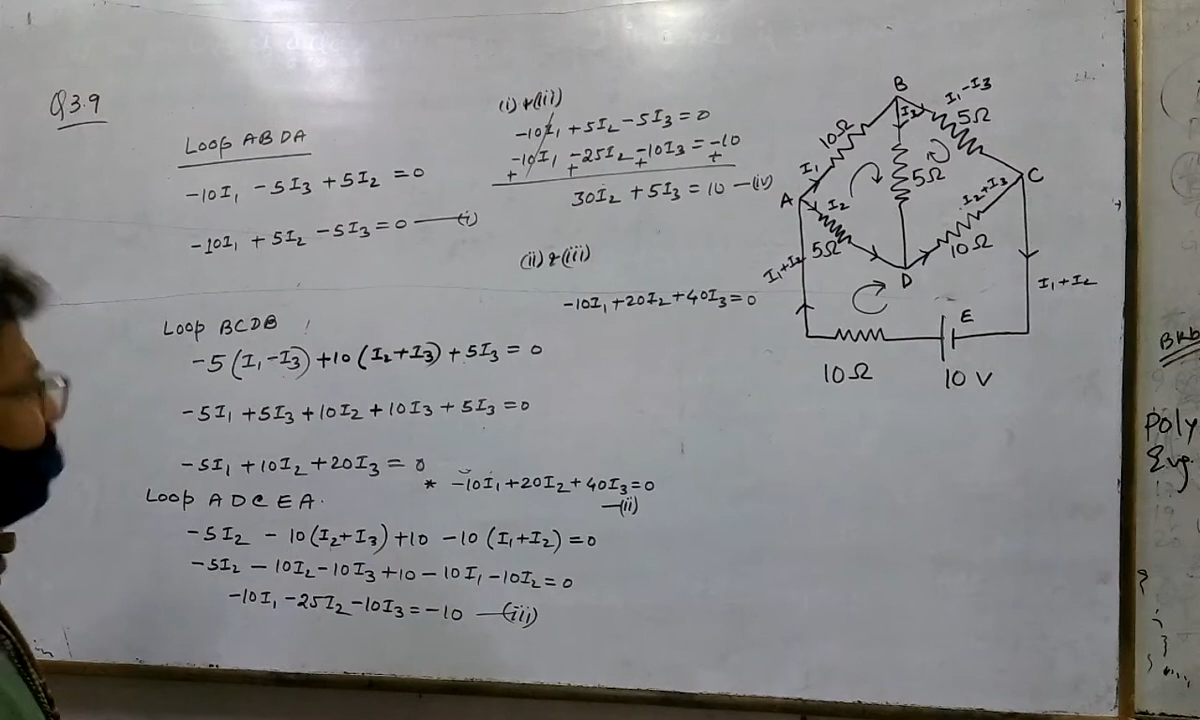 Q3.9
Loop ABDA
-10I₁ -5I₃ +5I₂ = 0
-10I₁ +5I₂ -5I₃ = 0 —(i)
Loop BCDB
-5(I₁-I₃) +10(I₂+I₃) +5I₃ = 0
-5I₁ +5I₃ +10I₂ +10I₃ +5I₃ = 0
-5I₁ +10I₂ +20I₃ = 0
* -10I₁ +20I₂ +40I₃ = 0
—(ii)
Loop ADCEA.
-5I₂ - 10(I₂+I₃) +10 -10(I₁+I₂) = 0
-5I₂ -10I₂ -10I₃ +10 -10I₁ -10I₂ = 0
-10I₁ -25I₂ -10I₃ = -10 —(iii)
(i) & (iii)
-10I₁ +5I₂ -5I₃ = 0
-10I₁ -25I₂ -10I₃ = -10
+ + + +
30I₂ +5I₃ = 10 —(iv)
(ii) & (iii)
-10I₁ +20I₂ +40I₃ = 0
B
I₁-I₃
10Ω
I₃
5Ω
I₁
5Ω
C
A
I₂
I₂+I₃
5Ω
10Ω
D
I₁+I₂
I₁+I₂
E
10Ω
10 V
Poly